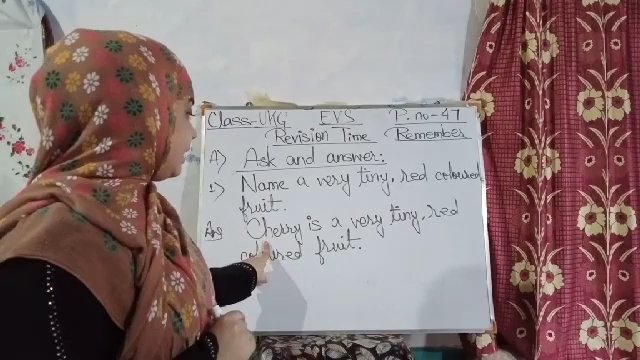 Class-UKG EVS P.no-47
Revision Time Remember
A) Ask and answer:
1) Name a very tiny, red coloured
fruit.
Ans Cherry is a very tiny, red
coloured fruit.